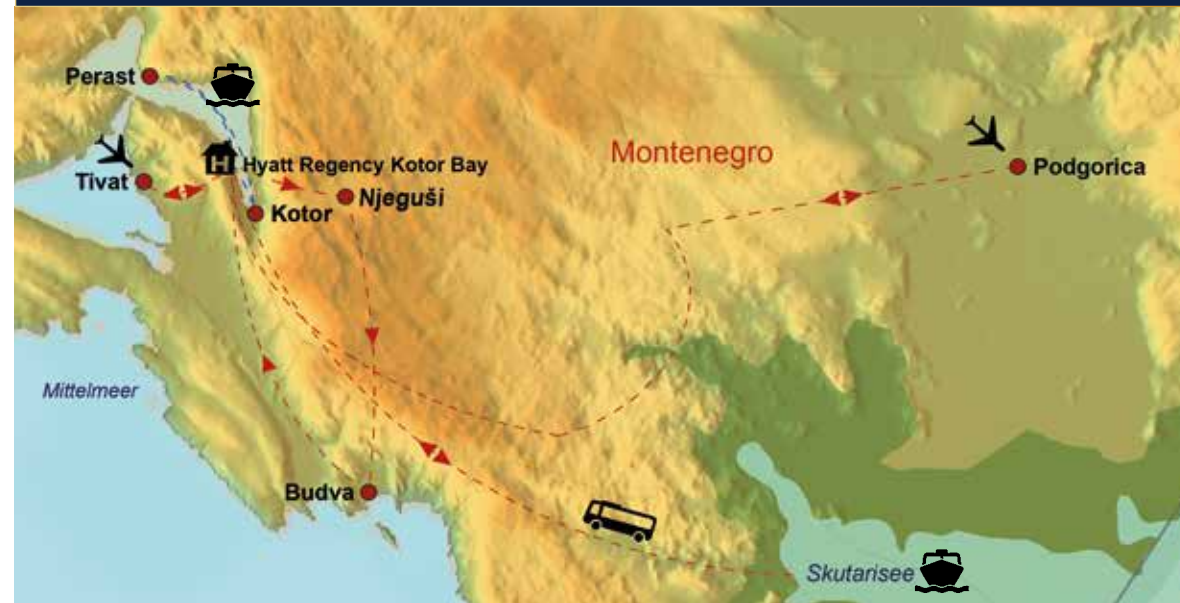 Perast
H
Hyatt Regency Kotor Bay
Montenegro
Podgorica
Tivat
Njeguši
Kotor
Mittelmeer
Budva
Skutarisee